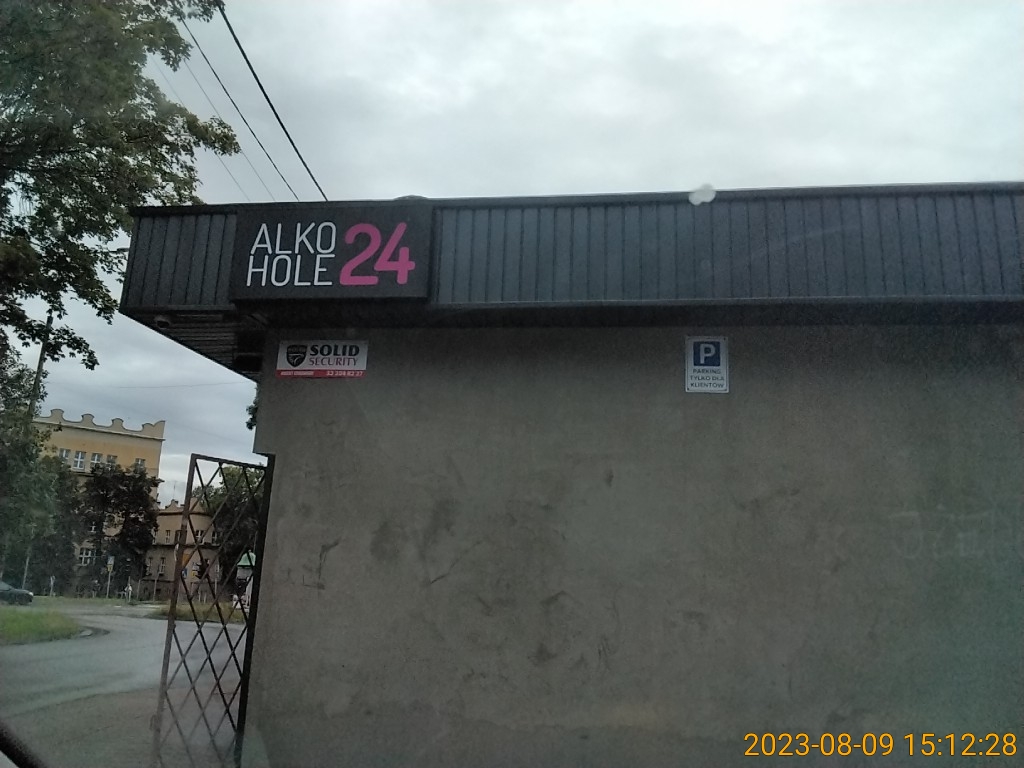 ALKO
HOLE 24
SOLID
SECURITY
P
PARKING
TYLKO DLA
KLIENTÓW
2023-08-09 15:12:28